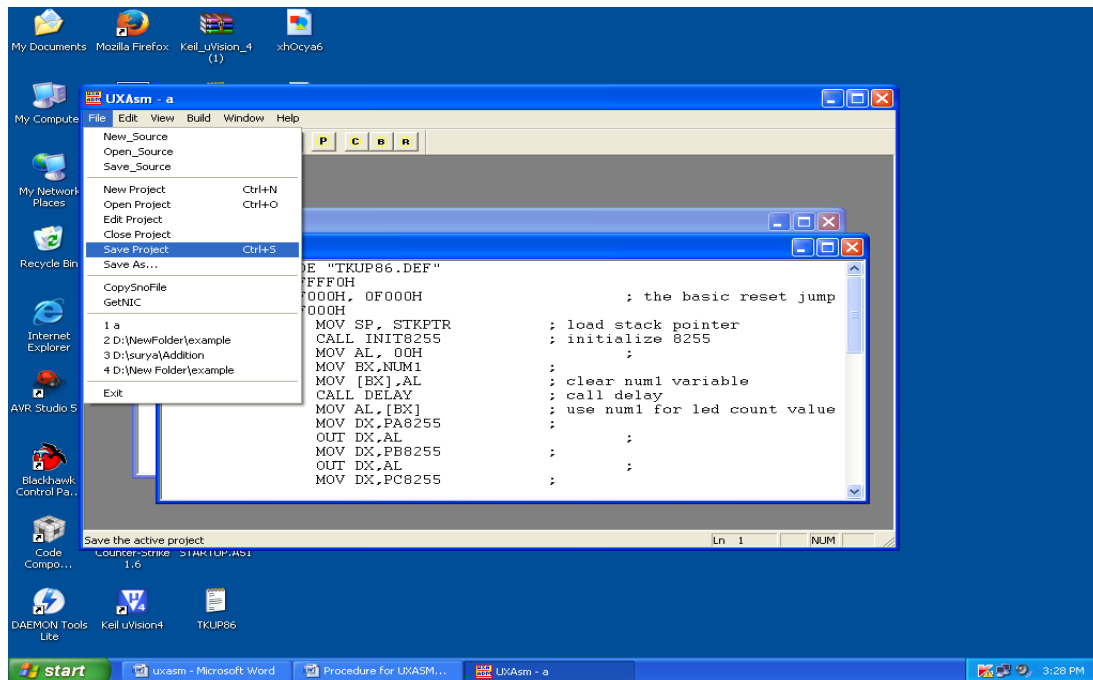 My Documents
Mozilla Firefox
Keil_uVision_4
(1)
xhOcya6
My Compute
UXAsm - a
File Edit View Build Window Help
P C B R
New_Source
Open_Source
Save_Source
New Project Ctrl+N
Open Project Ctrl+O
Edit Project
Close Project
Save Project Ctrl+S
Save As...
CopySnoFile
GetNIC
1 a
2 D:\NewFolder\example
3 D:\surya\Addition
4 D:\New Folder\example
Exit
DE "TKUP86.DEF"
FFFF0H
F000H, 0F000H ; the basic reset jump
F000H
MOV SP, STKPTR ; load stack pointer
CALL INIT8255 ; initialize 8255
MOV AL, 00H ;
MOV BX,NUM1 ;
MOV [BX],AL ; clear num1 variable
CALL DELAY ; call delay
MOV AL,[BX] ; use num1 for led count value
MOV DX,PA8255 ;
OUT DX,AL ;
MOV DX,PB8255 ;
OUT DX,AL ;
MOV DX,PC8255 ;
Save the active project
Ln 1
NUM
My Network
Places
Recycle Bin
Internet
Explorer
AVR Studio 5
Blackhawk
Control Pa...
Code
Compo...
Counter-Strike
1.6
STARTUP.A51
DAEMON Tools
Lite
Keil uVision4
TKUP86
start
uxasm - Microsoft Word
Procedure for UXASM...
UXAsm - a
3:28 PM